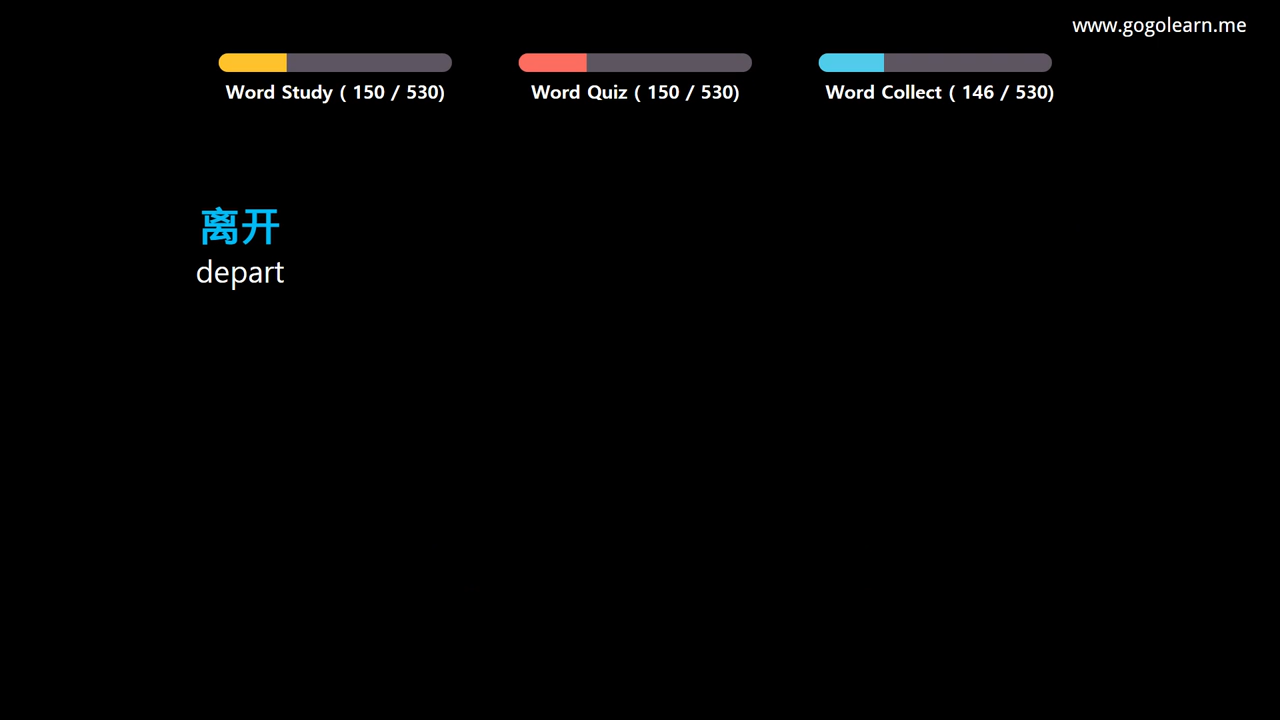 www.gogolearn.me
Word Study ( 150 / 530)
Word Quiz ( 150 / 530)
Word Collect ( 146 / 530)
离开
depart